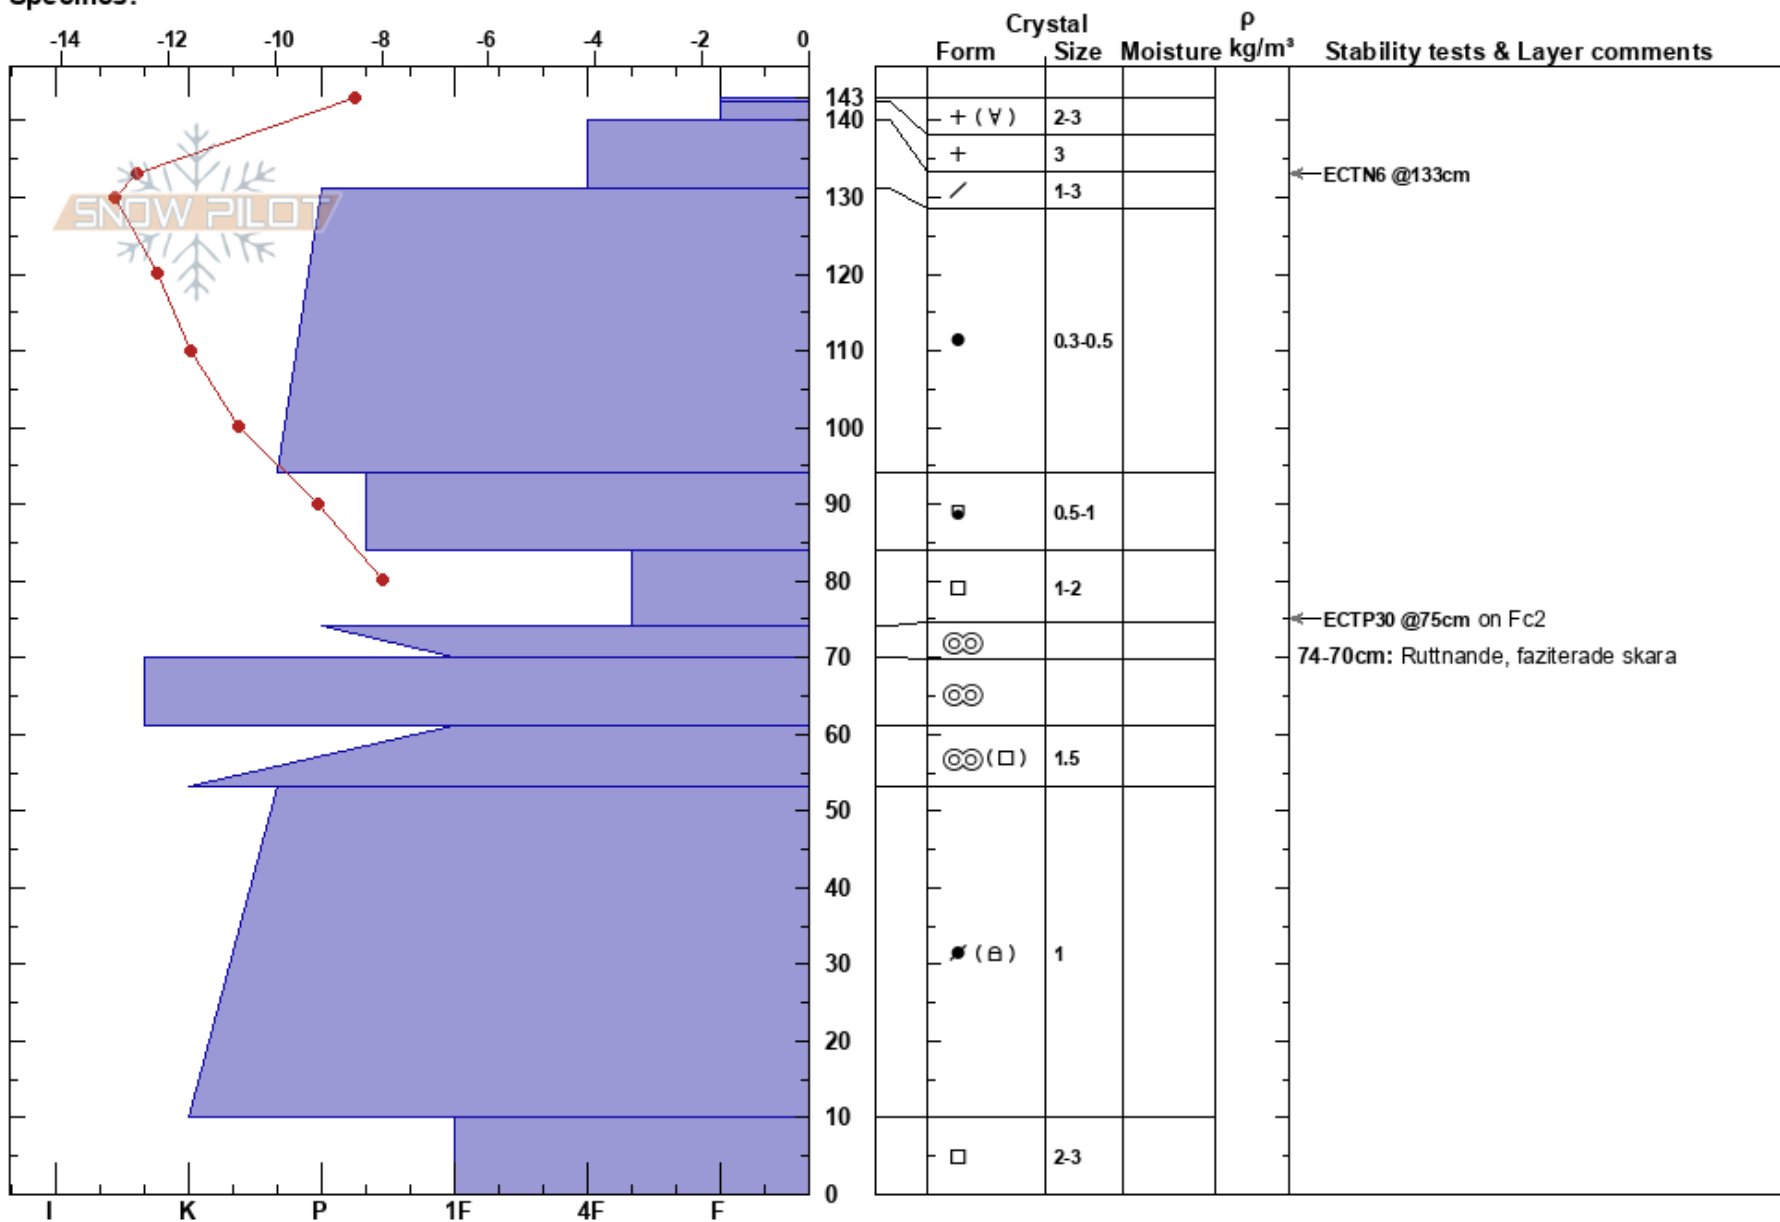 Specifics:
Crystal ρ
-14 -12 -10 -8 -6 -4 -2 0
Form Size Moisture kg/m³ Stability tests & Layer comments
143
+ (∀) 2-3
140
+ 3
ECTN6 @133cm
/ 1-3
130
SNOW PILOT
120
110
● 0.3-0.5
100
90
0.5-1
80
□ 1-2
ECTP30 @75cm on Fc2
70
74-70cm: Ruttnande, faziterade skara
60
(□) 1.5
50
40
30
1
20
10
□ 2-3
0
I K P 1F 4F F